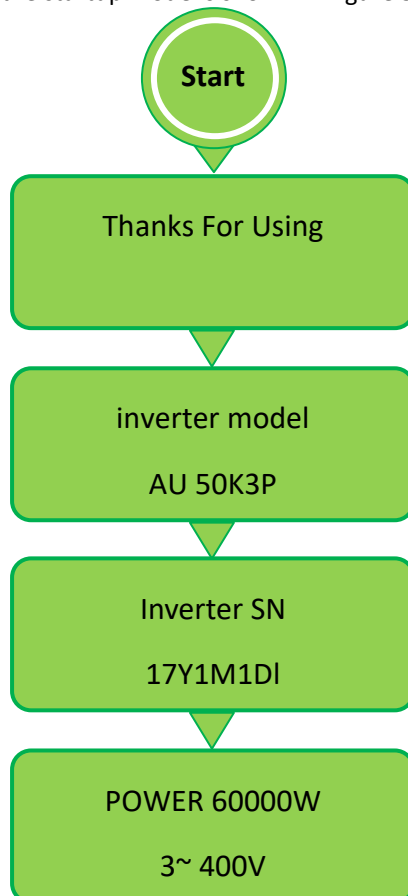 Start
Thanks For Using
inverter model
AU 50K3P
Inverter SN
17Y1M1Dl
POWER 60000W
3~ 400V